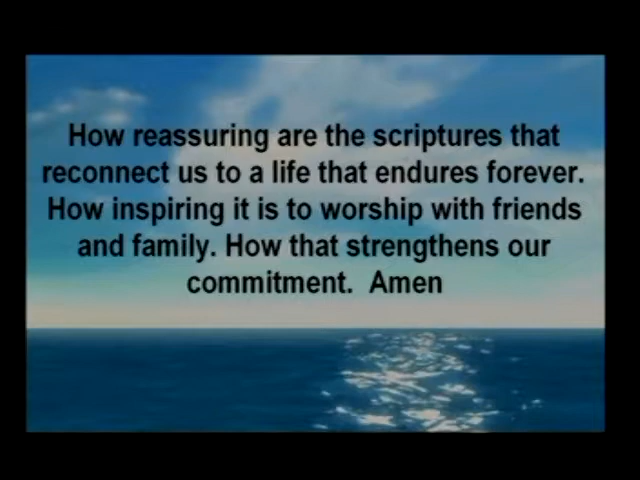 How reassuring are the scriptures that
reconnect us to a life that endures forever.
How inspiring it is to worship with friends
and family. How that strengthens our
commitment.  Amen